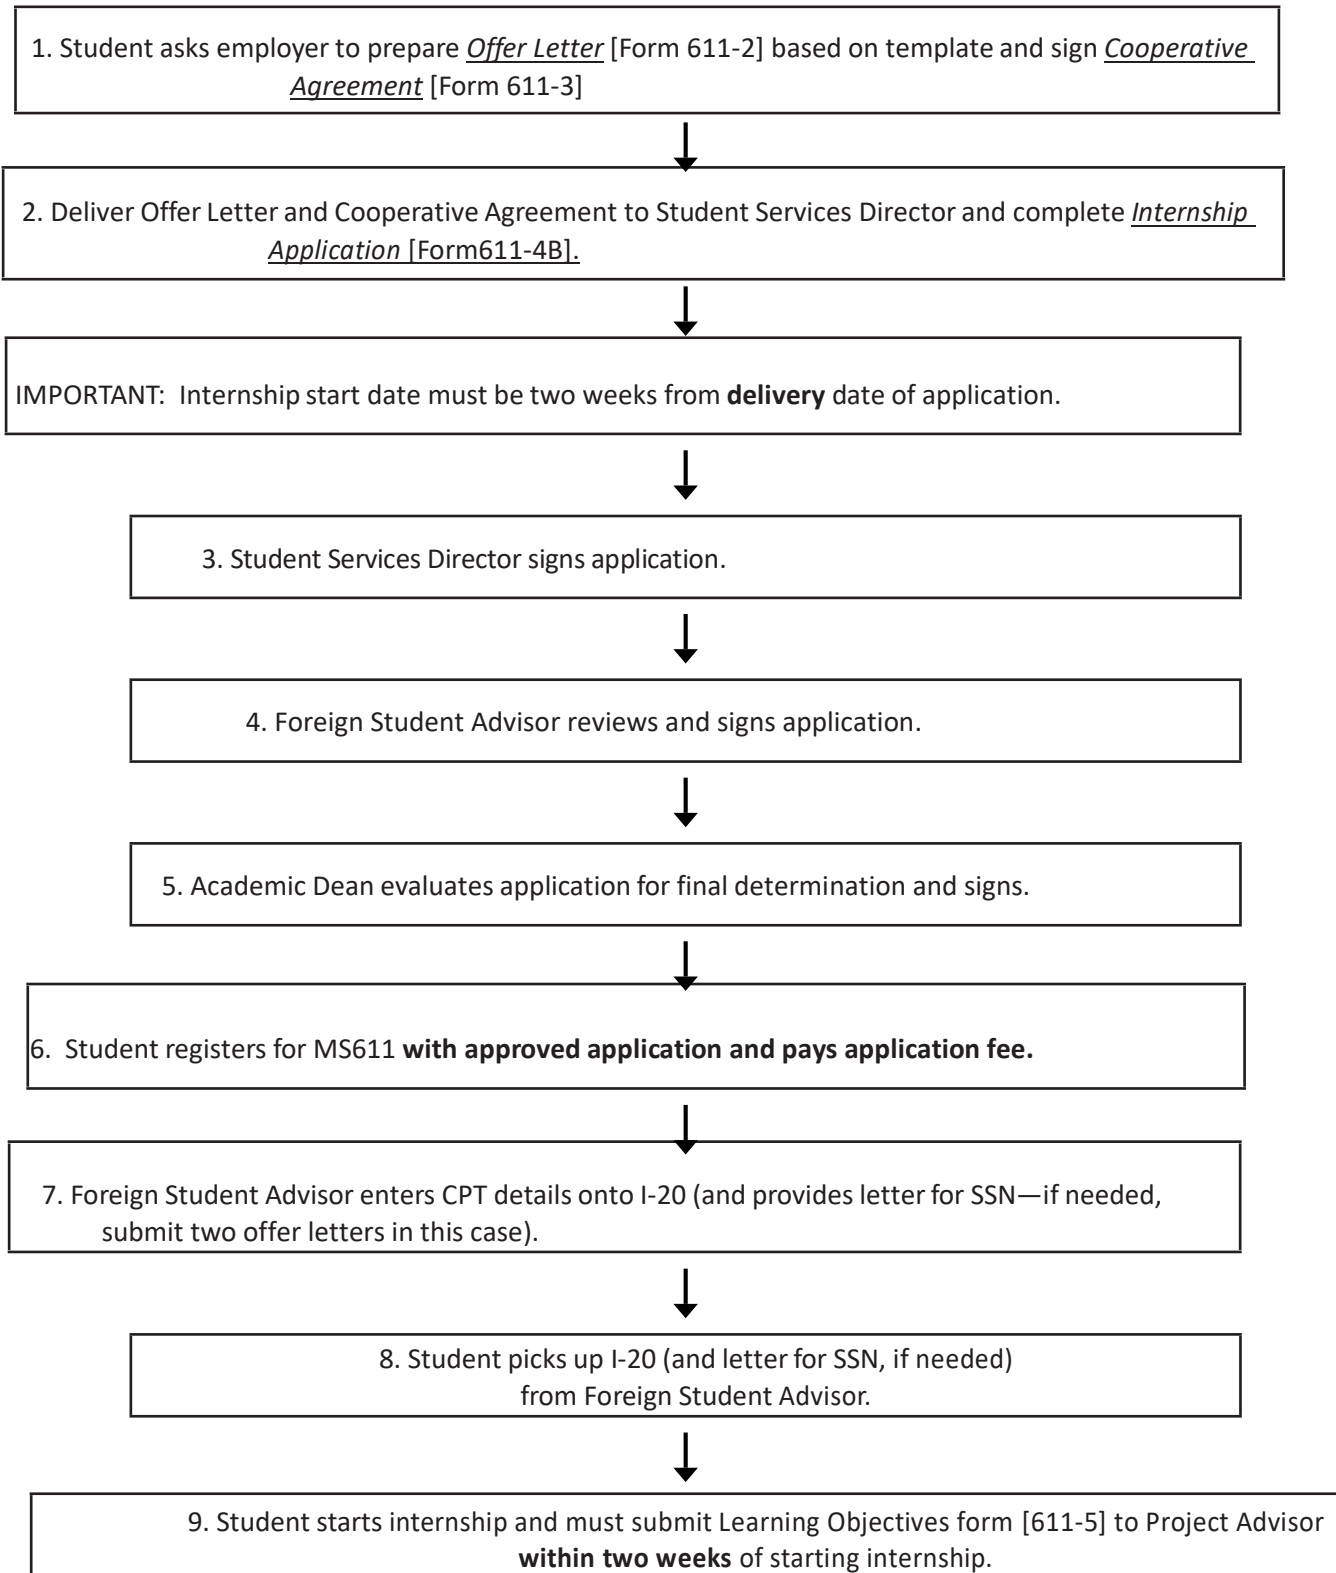 1. Student asks employer to prepare Offer Letter [Form 611-2] based on template and sign Cooperative
Agreement [Form 611-3]
2. Deliver Offer Letter and Cooperative Agreement to Student Services Director and complete Internship
Application [Form611-4B].
IMPORTANT: Internship start date must be two weeks from delivery date of application.
3. Student Services Director signs application.
4. Foreign Student Advisor reviews and signs application.
5. Academic Dean evaluates application for final determination and signs.
6. Student registers for MS611 with approved application and pays application fee.
7. Foreign Student Advisor enters CPT details onto I-20 (and provides letter for SSN—if needed,
submit two offer letters in this case).
8. Student picks up I-20 (and letter for SSN, if needed)
from Foreign Student Advisor.
9. Student starts internship and must submit Learning Objectives form [611-5] to Project Advisor
within two weeks of starting internship.